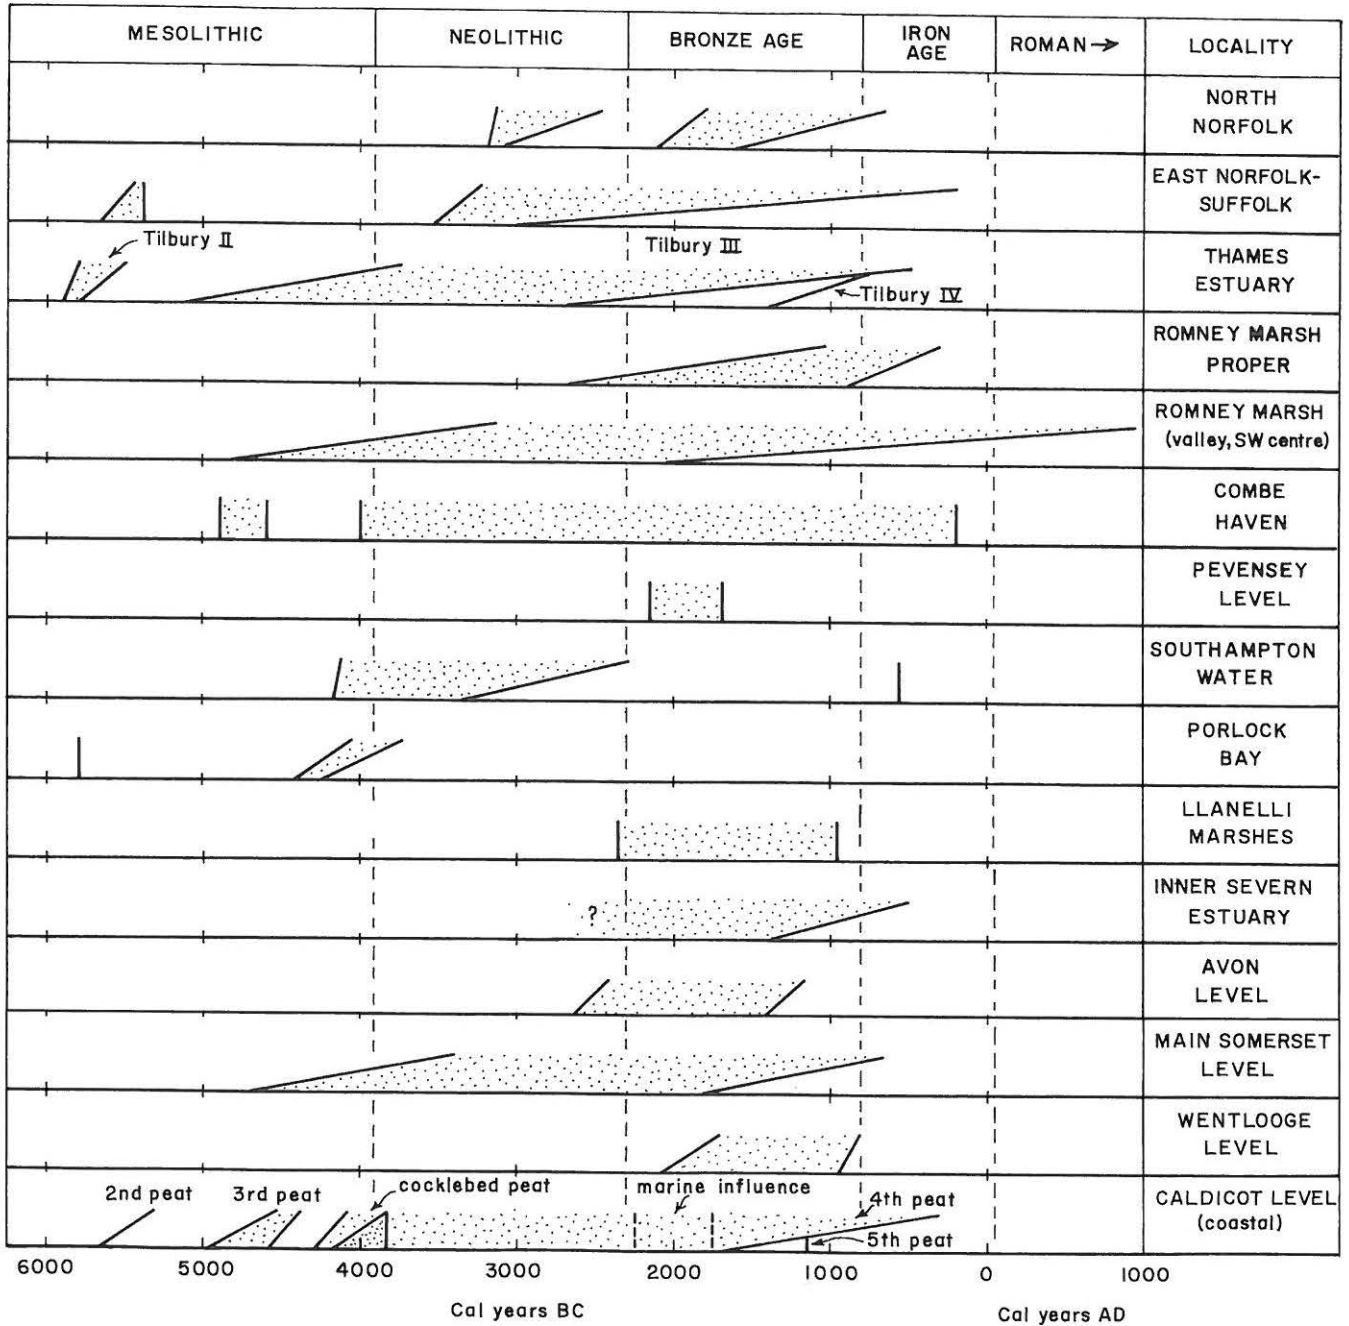 MESOLITHIC
NEOLITHIC
BRONZE AGE
IRON
AGE
ROMAN→
LOCALITY
NORTH
NORFOLK
EAST NORFOLK-
SUFFOLK
Tilbury II
Tilbury III
Tilbury IV
THAMES
ESTUARY
ROMNEY MARSH
PROPER
ROMNEY MARSH
(valley, SW centre)
COMBE
HAVEN
PEVENSEY
LEVEL
SOUTHAMPTON
WATER
PORLOCK
BAY
LLANELLI
MARSHES
?
INNER SEVERN
ESTUARY
AVON
LEVEL
MAIN SOMERSET
LEVEL
WENTLOOGE
LEVEL
2nd peat
3rd peat
cocklebed peat
marine influence
4th peat
5th peat
CALDICOT LEVEL
(coastal)
6000 5000 4000 3000 2000 1000 0 1000
Cal years BC
Cal years AD